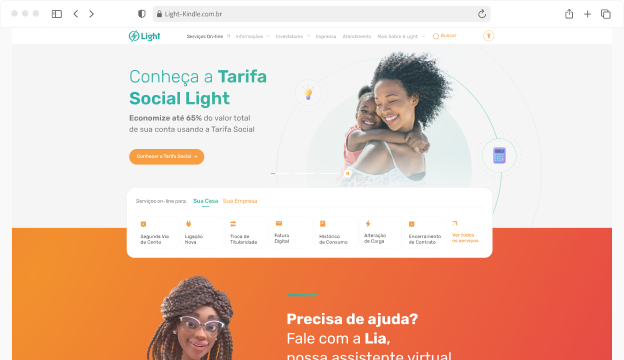 Light-Kindle.com.br
Light
Serviços On-line
Informações
Investidores
Imprensa
Atendimento
Mais Sobre a Light
Buscar
Conheça a Tarifa
Social Light
Economize até 65% do valor total
de sua conta usando a Tarifa Social
Conhecer a Tarifa Social
Serviços on-line para:
Sua Casa
Sua Empresa
Segunda Via
de Conta
Ligação
Nova
Troca de
Titularidade
Fatura
Digital
Histórico
de Consumo
Alteração
de Carga
Encerramento
de Contrato
Ver todos
os serviços
Precisa de ajuda?
Fale com a Lia,
nossa assistente virtual